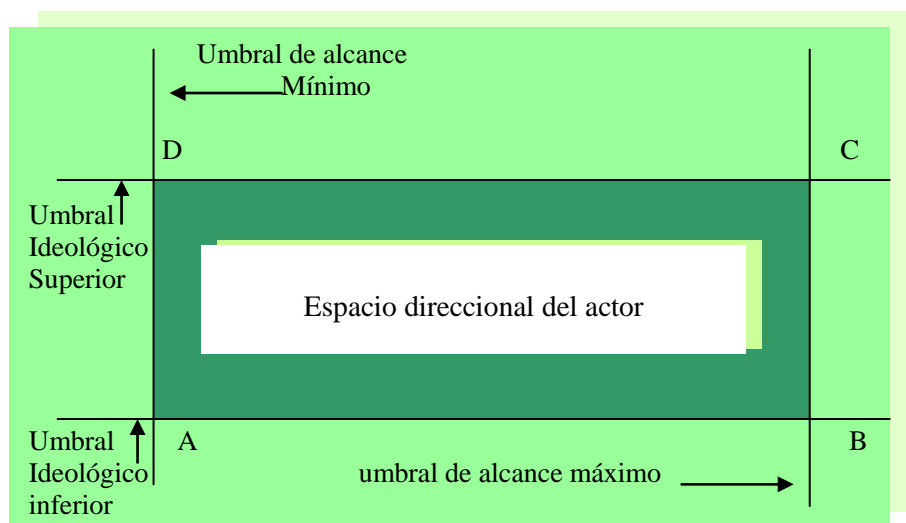 Umbral de alcance
Mínimo
D
C
Umbral
Ideológico
Superior
Espacio direccional del actor
Umbral
Ideológico
inferior
A
umbral de alcance máximo
B